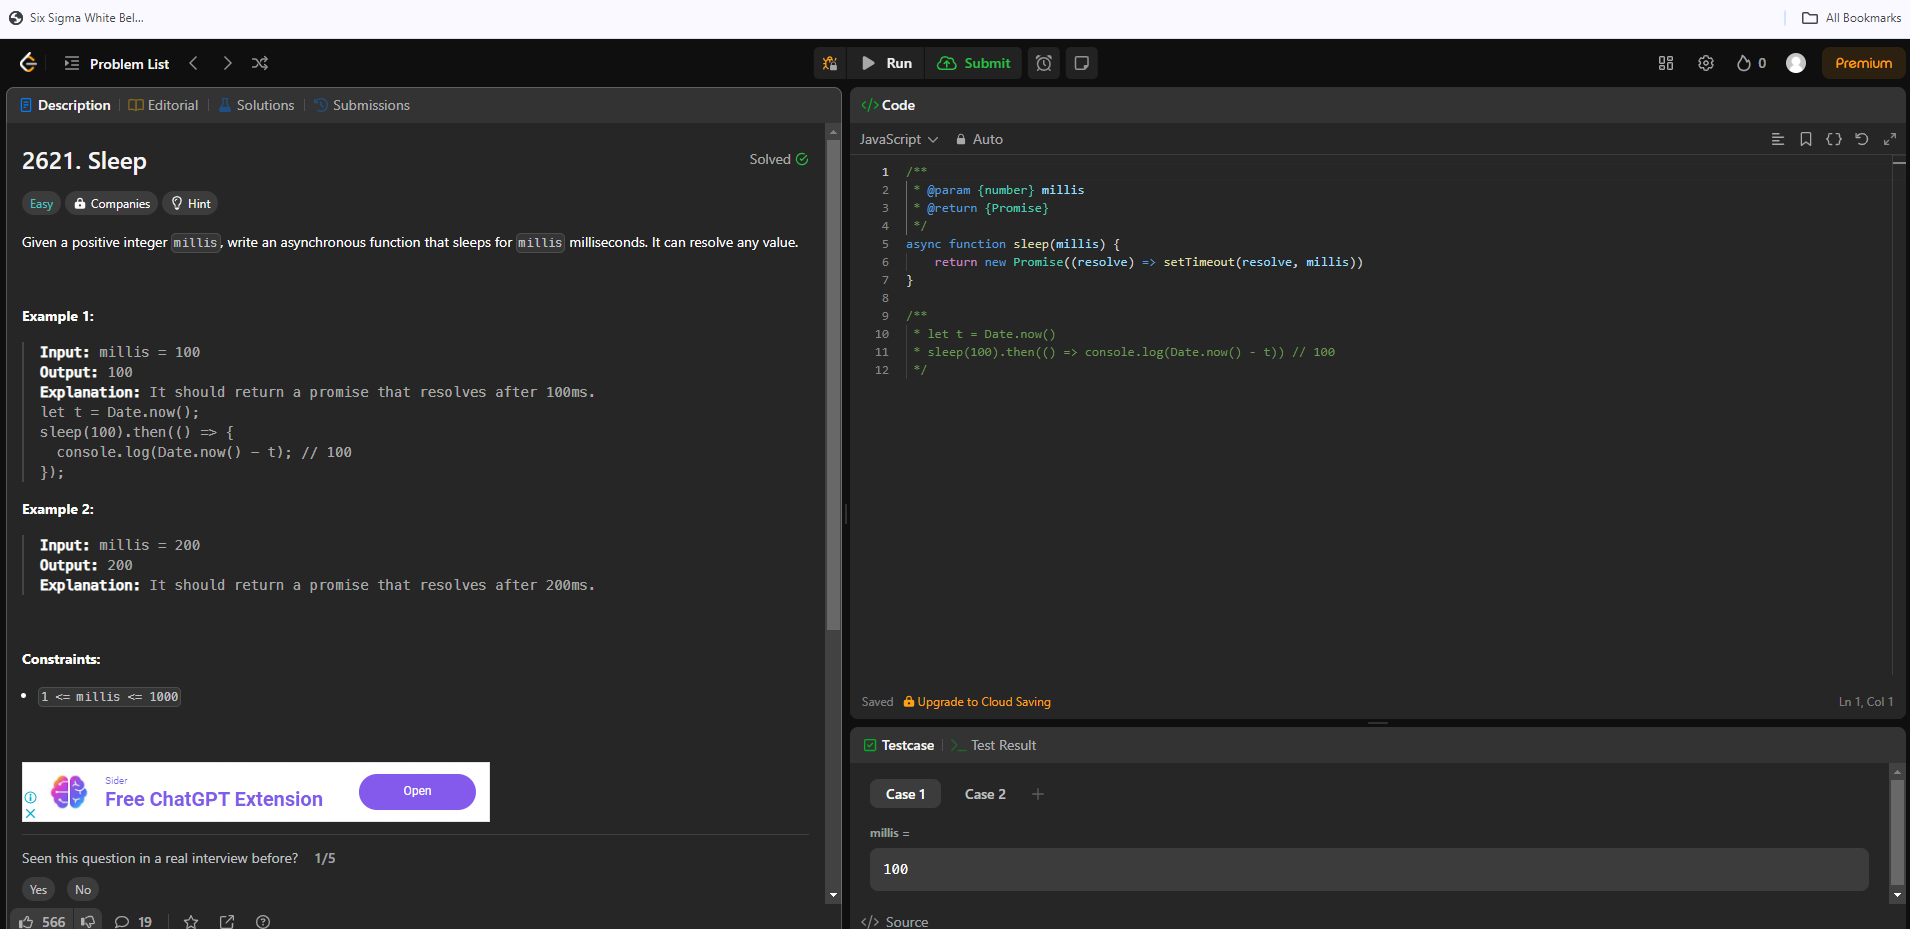 Six Sigma White Bel...
All Bookmarks
Problem List
Run
Submit
0
Premium
Description
Editorial
Solutions
Submissions
2621. Sleep
Solved
Easy
Companies
Hint
Given a positive integer millis, write an asynchronous function that sleeps for millis milliseconds. It can resolve any value.
Example 1:
Input: millis = 100
Output: 100
Explanation: It should return a promise that resolves after 100ms.
let t = Date.now();
sleep(100).then(() => {
  console.log(Date.now() - t); // 100
});
Example 2:
Input: millis = 200
Output: 200
Explanation: It should return a promise that resolves after 200ms.
Constraints:
• 1 <= millis <= 1000
Sider
Free ChatGPT Extension
Open
Seen this question in a real interview before? 1/5
Yes
No
566
19
</> Code
JavaScript
Auto
1 /**
2 * @param {number} millis
3 * @return {Promise}
4 */
5 async function sleep(millis) {
6     return new Promise((resolve) => setTimeout(resolve, millis))
7 }
8
9 /**
10 * let t = Date.now()
11 * sleep(100).then(() => console.log(Date.now() - t)) // 100
12 */
Saved
Upgrade to Cloud Saving
Ln 1, Col 1
Testcase
>_ Test Result
Case 1
Case 2
+
millis =
100
</> Source